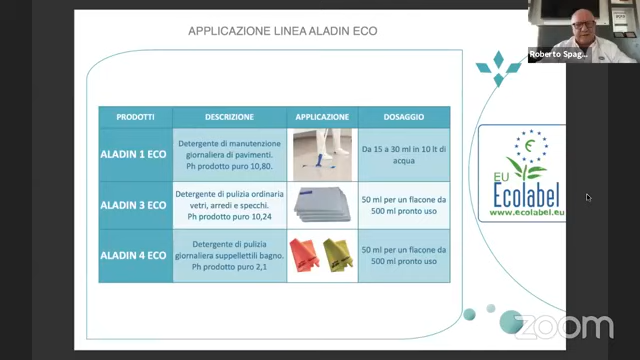 APPLICAZIONE LINEA ALADIN ECO
Roberto Spag...
PRODOTTI
DESCRIZIONE
APPLICAZIONE
DOSAGGIO
ALADIN 1 ECO
Detergente di manutenzione
giornaliera di pavimenti.
Ph prodotto puro 10,80.
Da 15 a 30 ml in 10 lt di
acqua
ALADIN 3 ECO
Detergente di pulizia ordinaria
vetri, arredi e specchi.
Ph prodotto puro 10,24
50 ml per un flacone da
500 ml pronto uso
ALADIN 4 ECO
Detergente di pulizia
giornaliera suppellettili bagno.
Ph prodotto puro 2,1
50 ml per un flacone da
500 ml pronto uso
EU
Ecolabel
www.ecolabel.eu
zoom